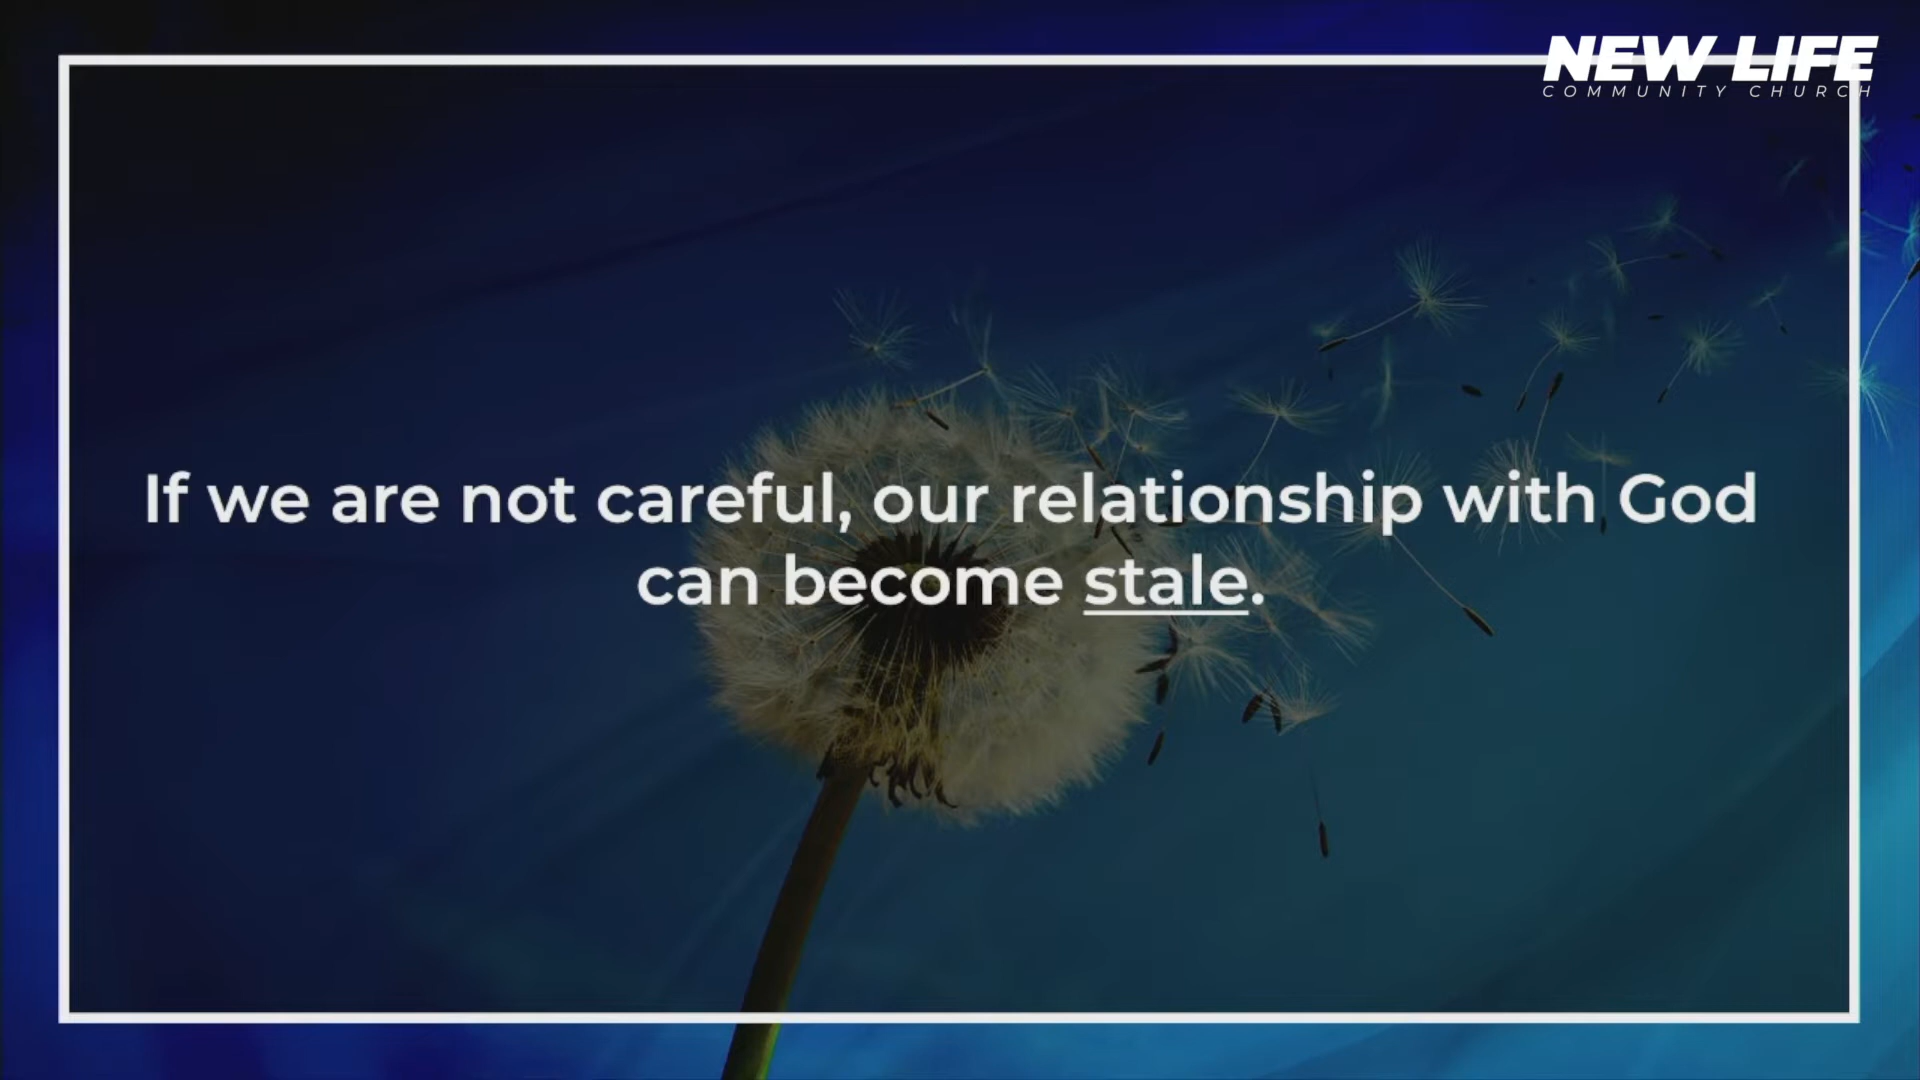 NEW LIFE
COMMUNITY CHURCH
If we are not careful, our relationship with God
can become stale.